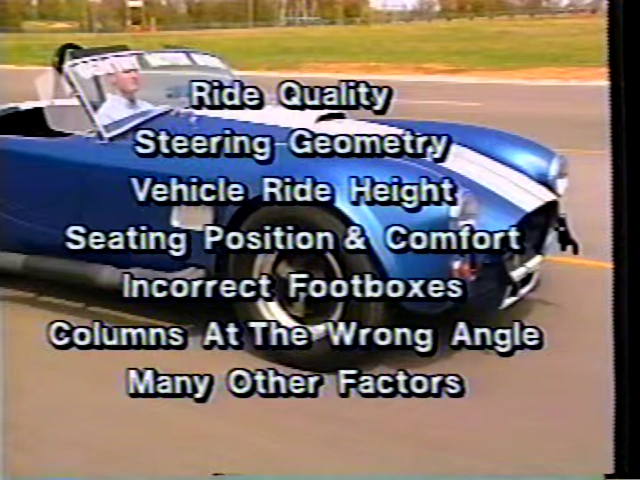 Ride Quality
Steering Geometry
Vehicle Ride Height
Seating Position & Comfort
Incorrect Footboxes
Columns At The Wrong Angle
Many Other Factors